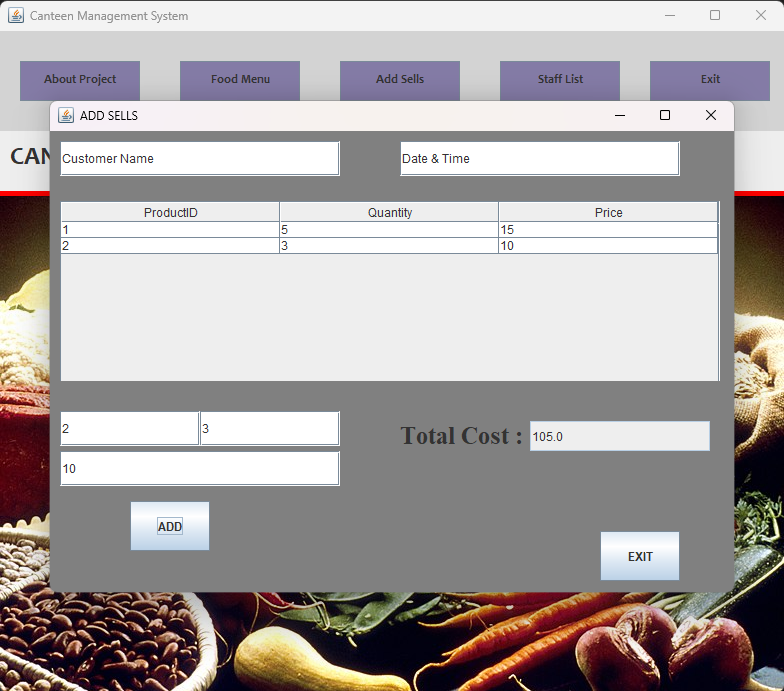 Canteen Management System
About Project Food Menu Add Sells Staff List Exit
ADD SELLS
CAN
Customer Name Date & Time
ProductID Quantity Price
1 5 15
2 3 10
2 3
Total Cost : 105.0
10
ADD
EXIT